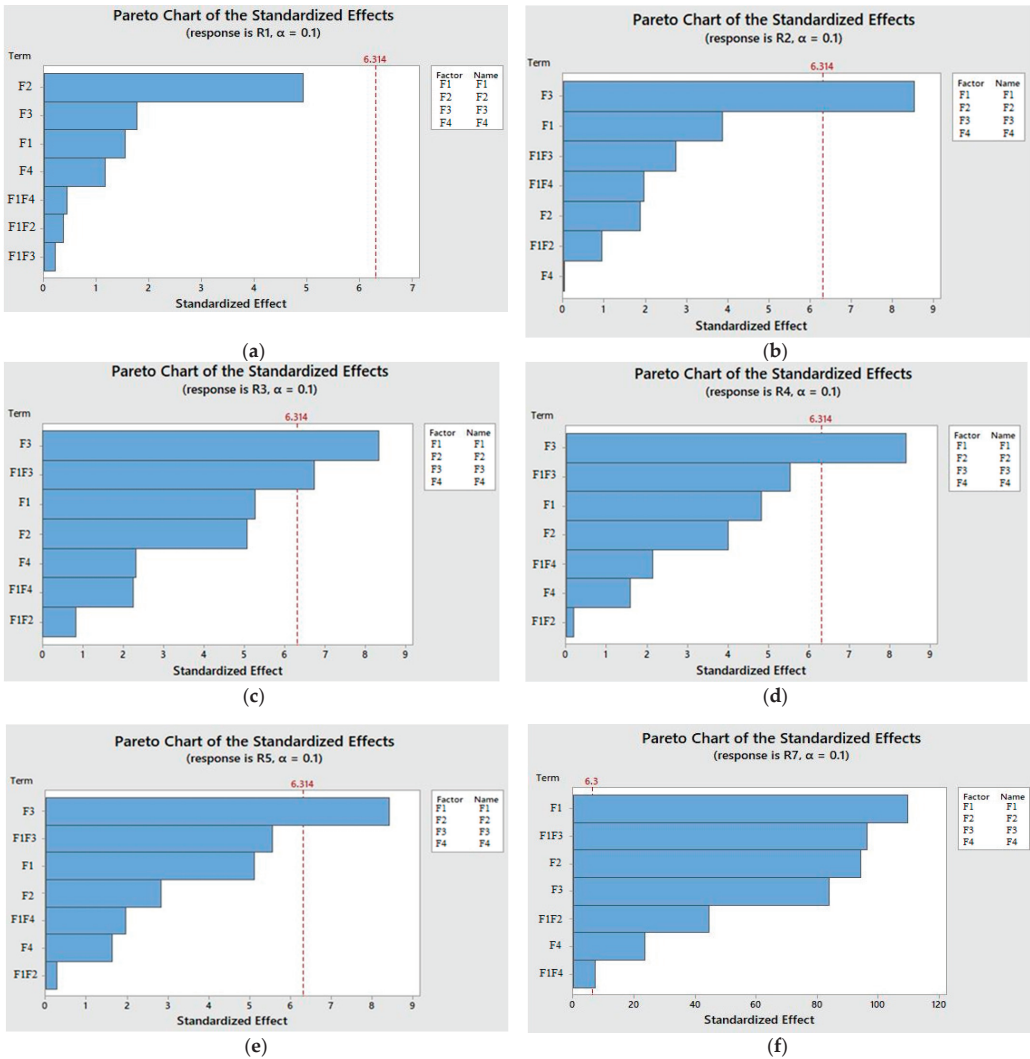 Pareto Chart of the Standardized Effects
(response is R1, α = 0.1)
Term
6.314
F2
F3
F1
F4
F1F4
F1F2
F1F3
Factor Name
F1 F1
F2 F2
F3 F3
F4 F4
0 1 2 3 4 5 6 7
Standardized Effect
(a)
Pareto Chart of the Standardized Effects
(response is R2, α = 0.1)
Term
6.314
F3
F1
F1F3
F1F4
F2
F1F2
F4
Factor Name
F1 F1
F2 F2
F3 F3
F4 F4
0 1 2 3 4 5 6 7 8 9
Standardized Effect
(b)
Pareto Chart of the Standardized Effects
(response is R3, α = 0.1)
Term
6.314
F3
F1F3
F1
F2
F4
F1F4
F1F2
Factor Name
F1 F1
F2 F2
F3 F3
F4 F4
0 1 2 3 4 5 6 7 8 9
Standardized Effect
(c)
Pareto Chart of the Standardized Effects
(response is R4, α = 0.1)
Term
6.314
F3
F1F3
F1
F2
F1F4
F4
F1F2
Factor Name
F1 F1
F2 F2
F3 F3
F4 F4
0 1 2 3 4 5 6 7 8 9
Standardized Effect
(d)
Pareto Chart of the Standardized Effects
(response is R5, α = 0.1)
Term
6.314
F3
F1F3
F1
F2
F1F4
F4
F1F2
Factor Name
F1 F1
F2 F2
F3 F3
F4 F4
0 1 2 3 4 5 6 7 8 9
Standardized Effect
(e)
Pareto Chart of the Standardized Effects
(response is R7, α = 0.1)
Term
6.3
F1
F1F3
F2
F3
F1F2
F4
F1F4
Factor Name
F1 F1
F2 F2
F3 F3
F4 F4
0 20 40 60 80 100 120
Standardized Effect
(f)